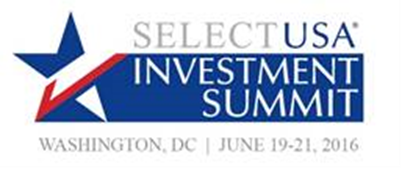 SELECTUSA®
INVESTMENT
SUMMIT
WASHINGTON, DC | JUNE 19-21, 2016